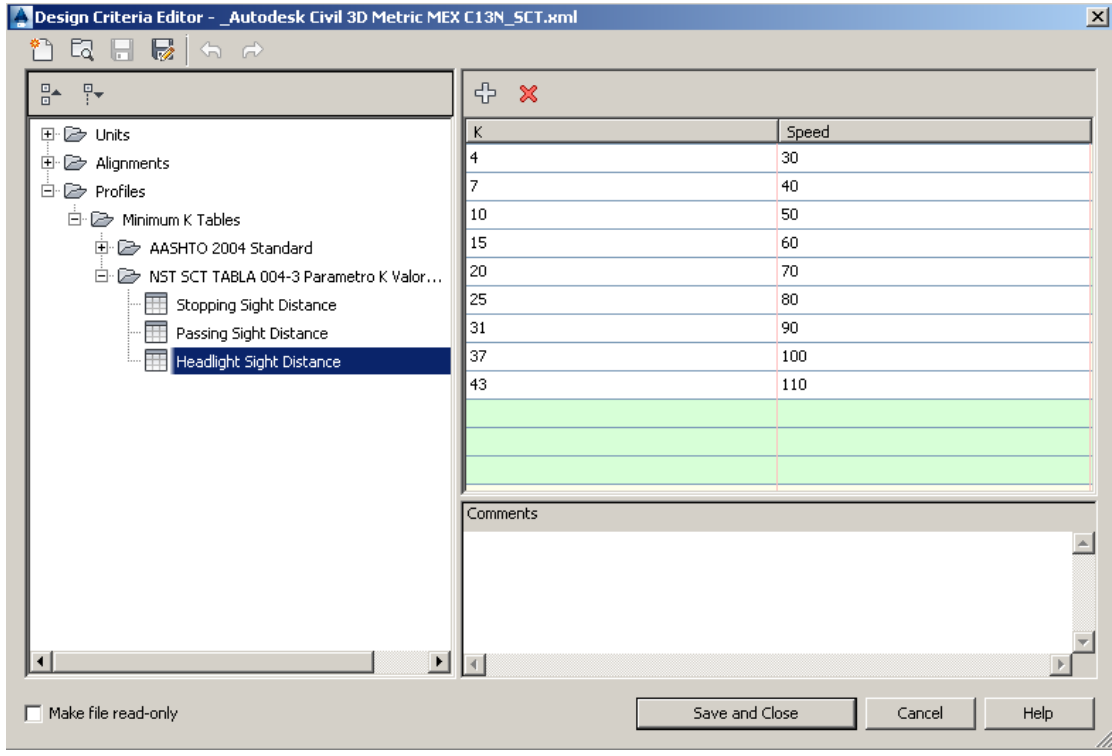 Design Criteria Editor - _Autodesk Civil 3D Metric MEX C13N_SCT.xml
Units
Alignments
Profiles
Minimum K Tables
AASHTO 2004 Standard
NST SCT TABLA 004-3 Parametro K Valor...
Stopping Sight Distance
Passing Sight Distance
Headlight Sight Distance
K Speed
4 30
7 40
10 50
15 60
20 70
25 80
31 90
37 100
43 110
Comments
Make file read-only
Save and Close Cancel Help